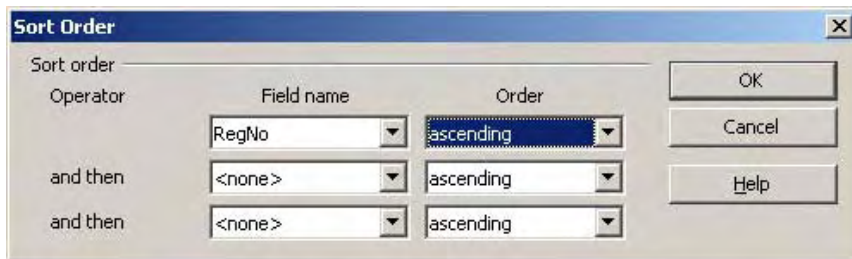 Sort Order
Sort order
Operator Field name Order
OK
RegNo ascending
Cancel
and then <none> ascending
Help
and then <none> ascending